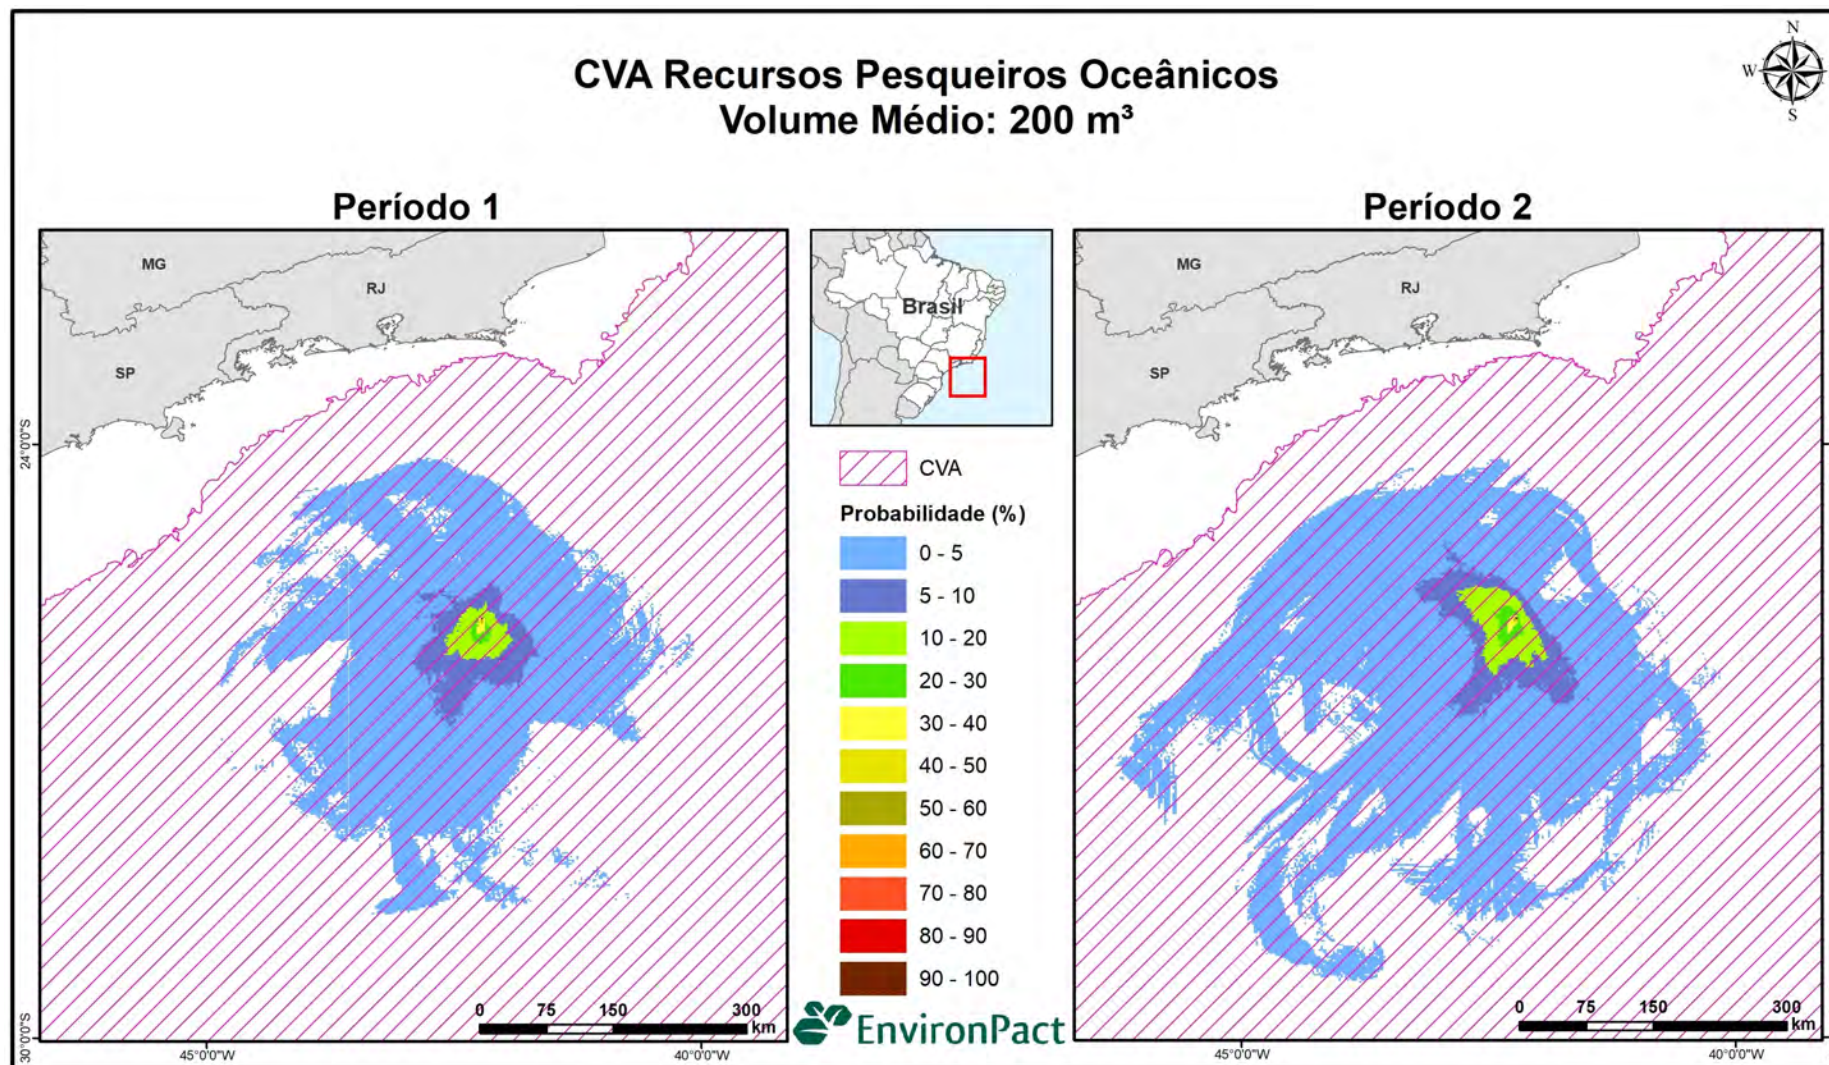 CVA Recursos Pesqueiros Oceânicos
Volume Médio: 200 m³
N
W
S
Período 1
Período 2
MG
RJ
SP
Brasil
MG
RJ
SP
CVA
Probabilidade (%)
0 - 5
5 - 10
10 - 20
20 - 30
30 - 40
40 - 50
50 - 60
60 - 70
70 - 80
80 - 90
90 - 100
EnvironPact
24°0'0"S
30°0'0"S
0 75 150 300
km
0 75 150 300
km
45°0'0"W
40°0'0"W
45°0'0"W
40°0'0"W